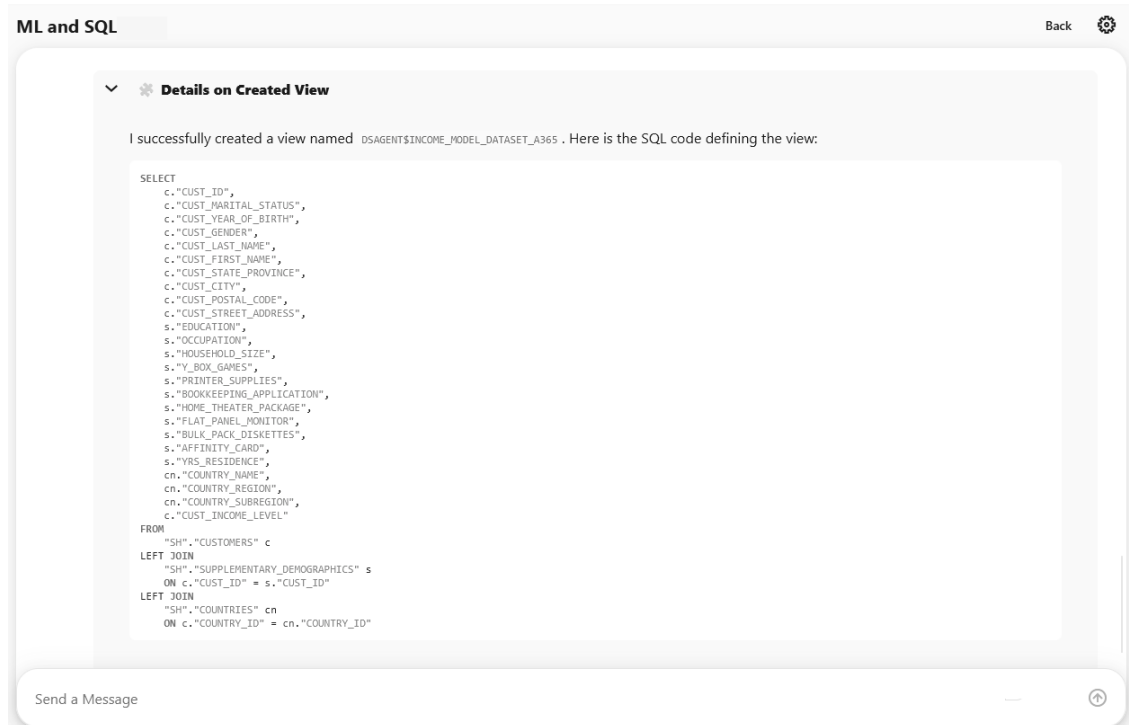 ML and SQL
Back
Details on Created View
I successfully created a view named DSAGENT$INCOME_MODEL_DATASET_A365 . Here is the SQL code defining the view:
SELECT
c."CUST_ID",
c."CUST_MARITAL_STATUS",
c."CUST_YEAR_OF_BIRTH",
c."CUST_GENDER",
c."CUST_LAST_NAME",
c."CUST_FIRST_NAME",
c."CUST_STATE_PROVINCE",
c."CUST_CITY",
c."CUST_POSTAL_CODE",
c."CUST_STREET_ADDRESS",
s."EDUCATION",
s."OCCUPATION",
s."HOUSEHOLD_SIZE",
s."Y_BOX_GAMES",
s."PRINTER_SUPPLIES",
s."BOOKKEEPING_APPLICATION",
s."HOME_THEATER_PACKAGE",
s."FLAT_PANEL_MONITOR",
s."BULK_PACK_DISKETTES",
s."AFFINITY_CARD",
s."YRS_RESIDENCE",
cn."COUNTRY_NAME",
cn."COUNTRY_REGION",
cn."COUNTRY_SUBREGION",
c."CUST_INCOME_LEVEL"
FROM
"SH"."CUSTOMERS" c
LEFT JOIN
"SH"."SUPPLEMENTARY_DEMOGRAPHICS" s
ON c."CUST_ID" = s."CUST_ID"
LEFT JOIN
"SH"."COUNTRIES" cn
ON c."COUNTRY_ID" = cn."COUNTRY_ID"
Send a Message